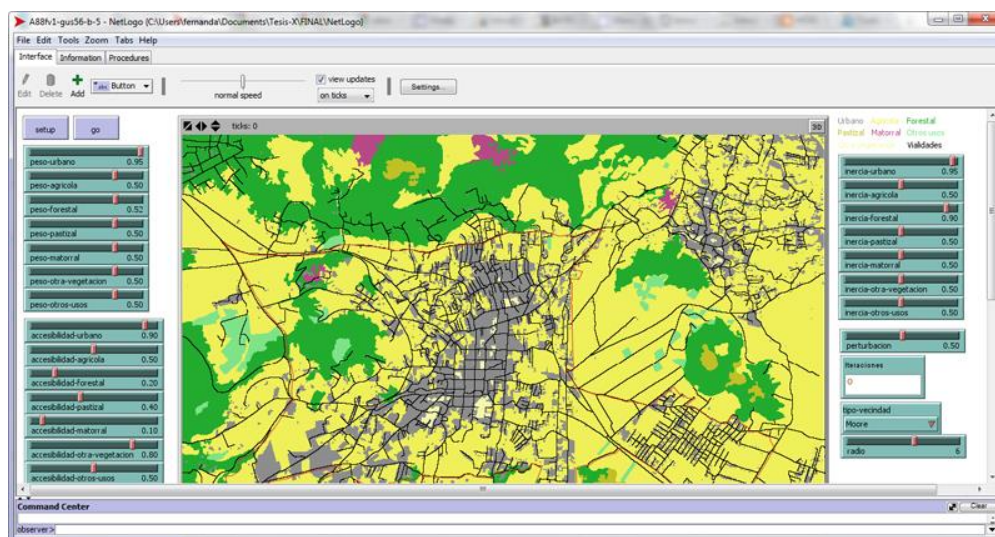 A88fv1-gus56-b-5 - NetLogo {C:\Users\fernanda\Documents\Tesis-X\FINAL\NetLogo}
File Edit Tools Zoom Tabs Help
Interface Information Procedures
Edit Delete Add Button normal speed view updates on ticks Settings...
setup go
ticks: 0 3D
peso-urbano 0.95
peso-agricola 0.50
peso-forestal 0.52
peso-pastizal 0.50
peso-matorral 0.50
peso-otra-vegetacion 0.50
peso-otros-usos 0.50
accesibilidad-urbano 0.90
accesibilidad-agricola 0.50
accesibilidad-forestal 0.20
accesibilidad-pastizal 0.40
accesibilidad-matorral 0.10
accesibilidad-otra-vegetacion 0.80
accesibilidad-otros-usos 0.50
Urbano Agricola Forestal
Pastizal Matorral Otros usos
Vialidades
inercia-urbano 0.95
inercia-agricola 0.50
inercia-forestal 0.90
inercia-pastizal 0.50
inercia-matorral 0.50
inercia-otra-vegetacion 0.50
inercia-otros-usos 0.50
perturbacion 0.50
Iteraciones
0
tipo-vecindad
Moore
radio 6
Command Center Clear
observer>